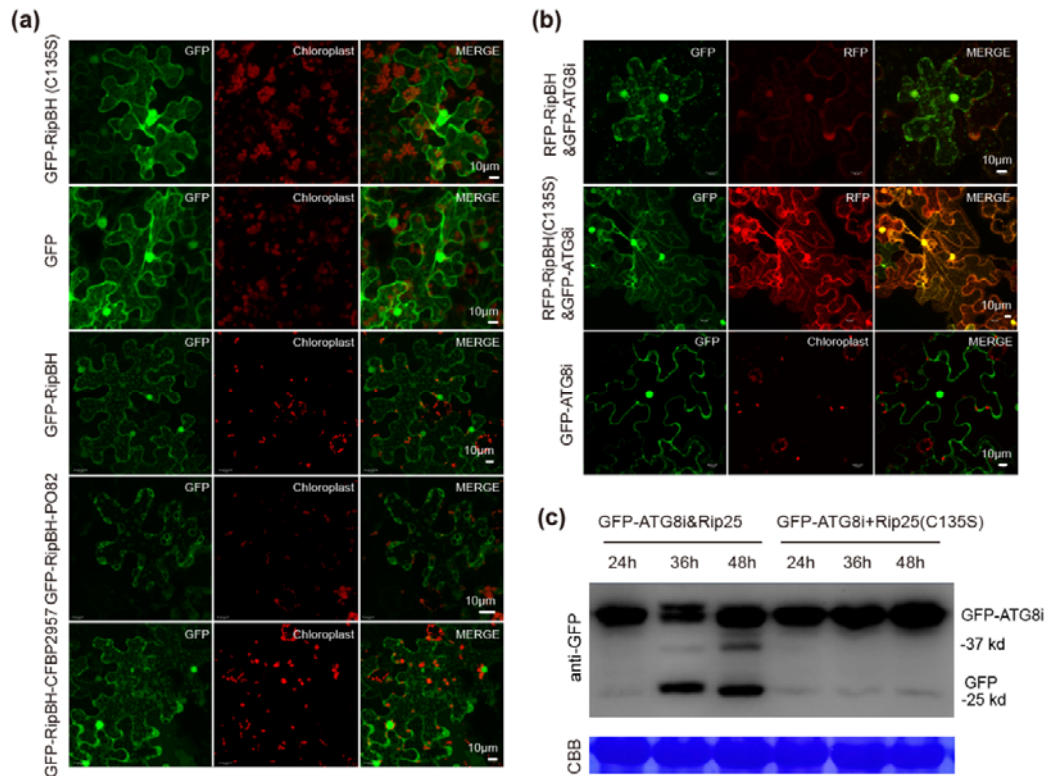 (a)
GFP-RipBH (C135S)
GFP
Chloroplast
MERGE
10μm
GFP
GFP
Chloroplast
MERGE
10μm
GFP-RipBH
GFP
Chloroplast
MERGE
10μm
GFP-RipBH-PO82
GFP
Chloroplast
MERGE
10μm
GFP-RipBH-CFBP2957
GFP
Chloroplast
MERGE
10μm
(b)
RFP-RipBH
&GFP-ATG8i
GFP
RFP
MERGE
10μm
RFP-RipBH(C135S)
&GFP-ATG8i
GFP
RFP
MERGE
10μm
GFP-ATG8i
GFP
Chloroplast
MERGE
10μm
(c)
GFP-ATG8i&Rip25
GFP-ATG8i+Rip25(C135S)
24h 36h 48h 24h 36h 48h
anti-GFP
GFP-ATG8i
-37 kd
GFP
-25 kd
CBB